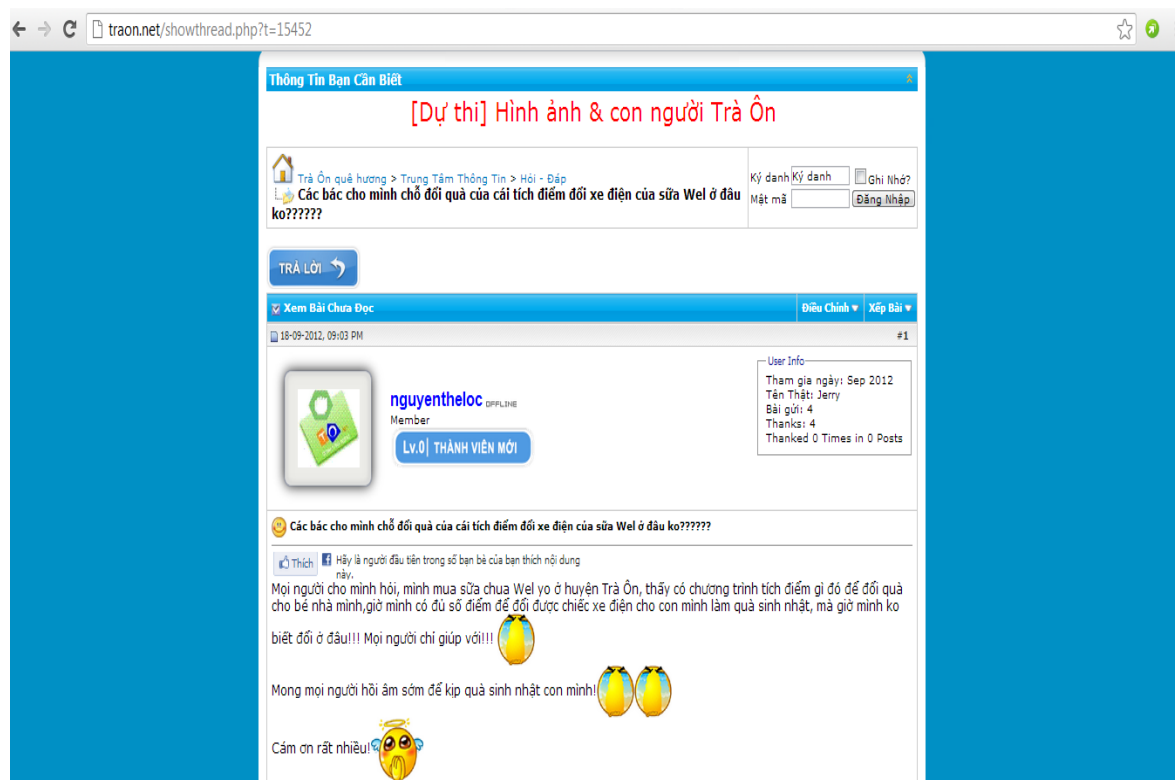 traon.net/showthread.php?t=15452
Thông Tin Bạn Cần Biết
[Dự thi] Hình ảnh & con người Trà Ôn
Trà Ôn quê hương > Trung Tâm Thông Tin > Hỏi - Đáp
Các bác cho mình chỗ đổi quà của cái tích điểm đổi xe điện của sữa Wel ở đâu
ko??????
Ký danh Ký danh Ghi Nhớ?
Mật mã Đăng Nhập
TRẢ LỜI
Xem Bài Chưa Đọc
Điều Chỉnh Xếp Bài
18-09-2012, 09:03 PM #1
nguyentheloc OFFLINE
Member
Lv.0| THÀNH VIÊN MỚI
User Info
Tham gia ngày: Sep 2012
Tên Thật: Jerry
Bài gửi: 4
Thanks: 4
Thanked 0 Times in 0 Posts
Các bác cho mình chỗ đổi quà của cái tích điểm đổi xe điện của sữa Wel ở đâu ko??????
Thích Hãy là người đầu tiên trong số bạn bè của bạn thích nội dung
này.
Mọi người cho mình hỏi, mình mua sữa chua Wel yo ở huyện Trà Ôn, thấy có chương trình tích điểm gì đó để đổi quà
cho bé nhà mình,giờ mình có đủ số điểm để đổi được chiếc xe điện cho con mình làm quà sinh nhật, mà giờ mình ko
biết đổi ở đâu!!! Mọi người chỉ giúp với!!!
Mong mọi người hồi âm sớm để kịp quà sinh nhật con mình!
Cám ơn rất nhiều!